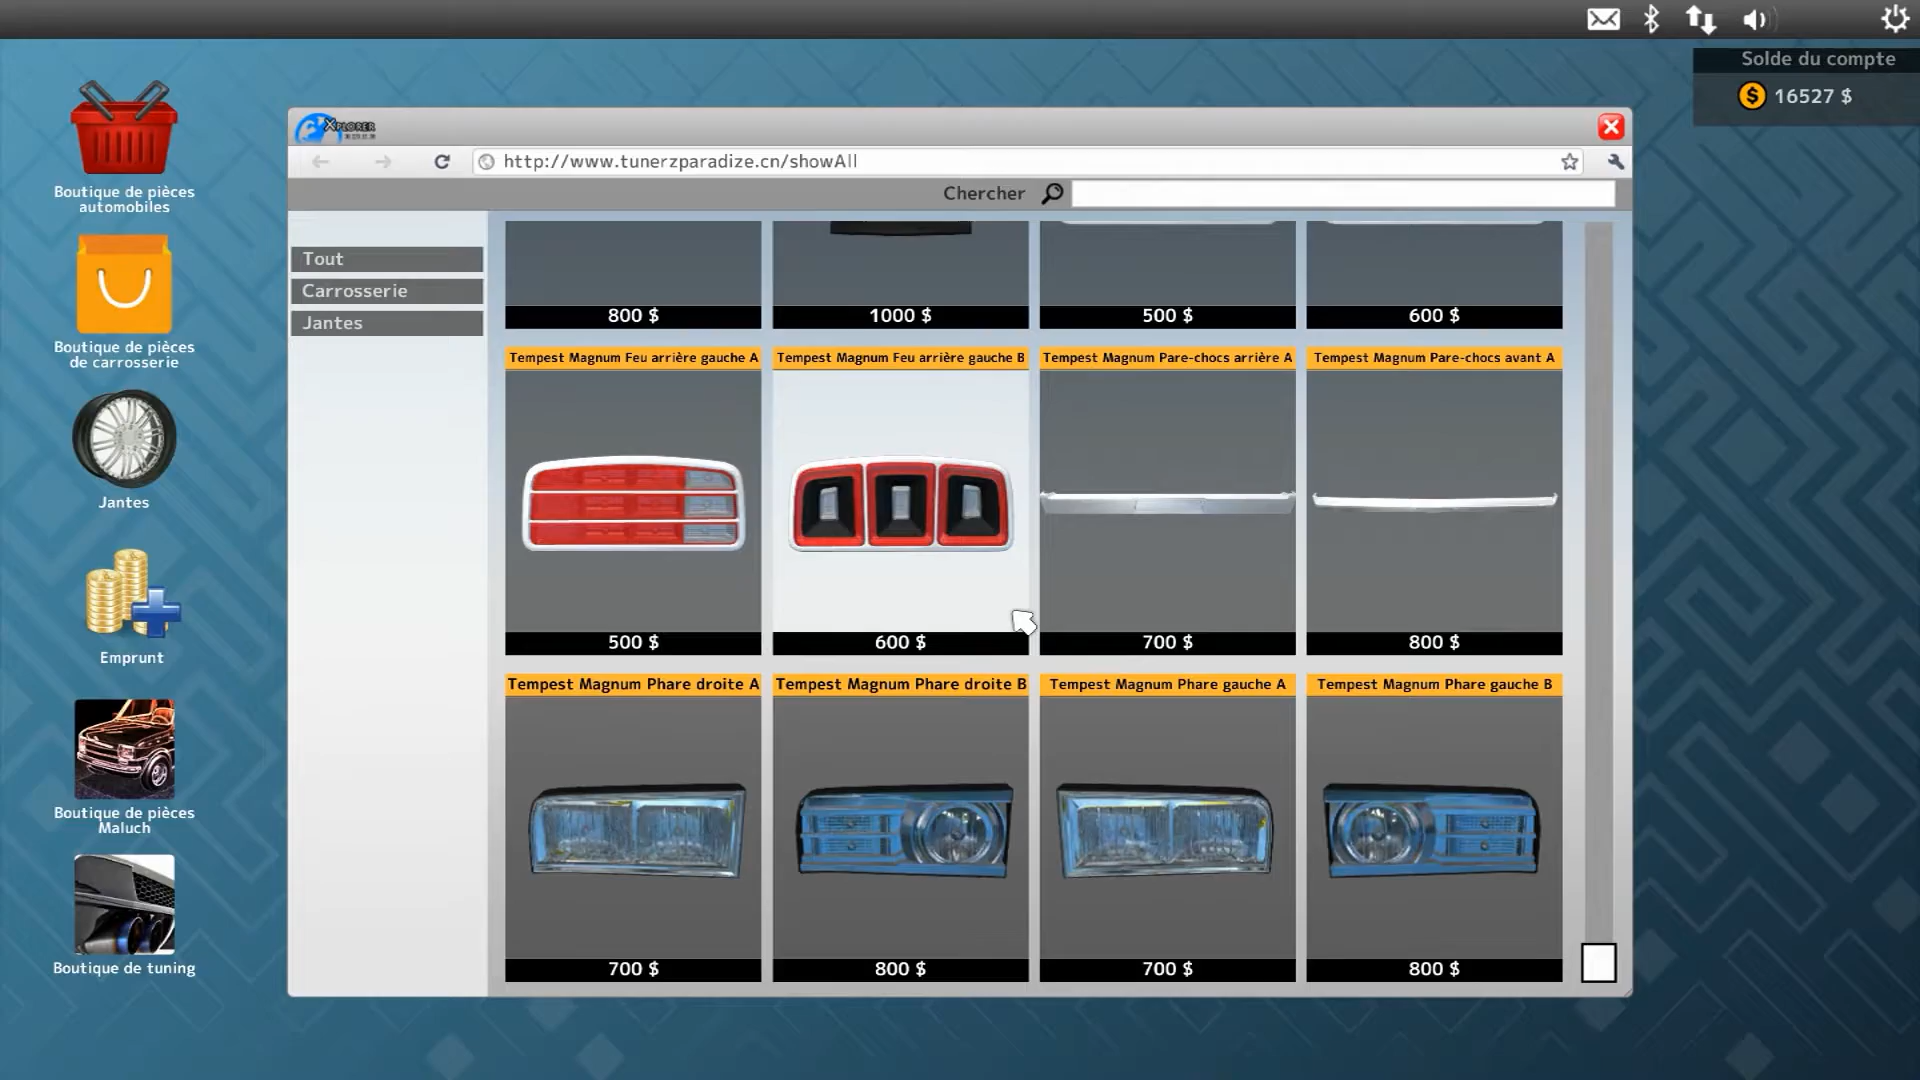 Solde du compte
16527 $
Boutique de pièces
automobiles
Boutique de pièces
de carrosserie
Jantes
Emprunt
Boutique de pièces
Maluch
Boutique de tuning
XPLORER
http://www.tunerzparadize.cn/showAll
Chercher
Tout
Carrosserie
Jantes
800 $ 1000 $ 500 $ 600 $
Tempest Magnum Feu arrière gauche A Tempest Magnum Feu arrière gauche B Tempest Magnum Pare-chocs arrière A Tempest Magnum Pare-chocs avant A
500 $ 600 $ 700 $ 800 $
Tempest Magnum Phare droite A Tempest Magnum Phare droite B Tempest Magnum Phare gauche A Tempest Magnum Phare gauche B
700 $ 800 $ 700 $ 800 $